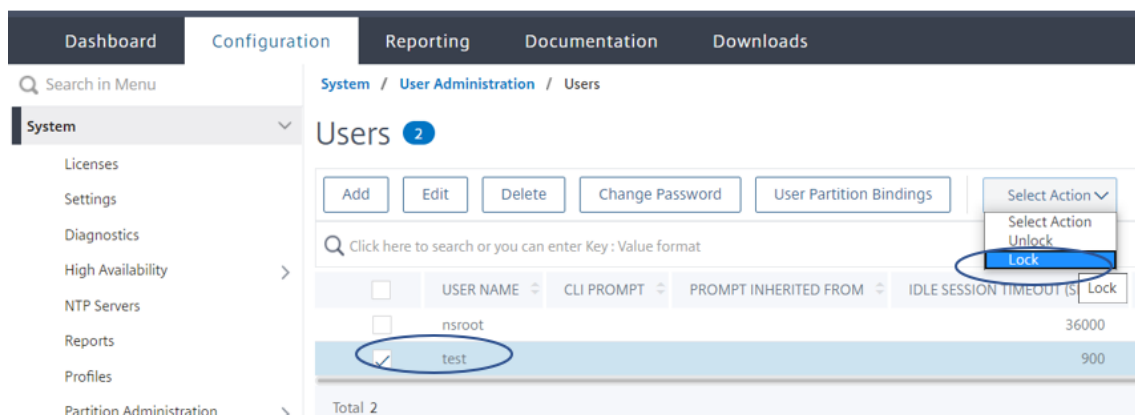 Dashboard Configuration Reporting Documentation Downloads
Search in Menu
System
Licenses
Settings
Diagnostics
High Availability
NTP Servers
Reports
Profiles
Partition Administration
System / User Administration / Users
Users 2
Add Edit Delete Change Password User Partition Bindings Select Action
Select Action
Unlock
Lock
Click here to search or you can enter Key : Value format
USER NAME CLI PROMPT PROMPT INHERITED FROM IDLE SESSION TIMEOUT (S Lock
nsroot 36000
test 900
Total 2